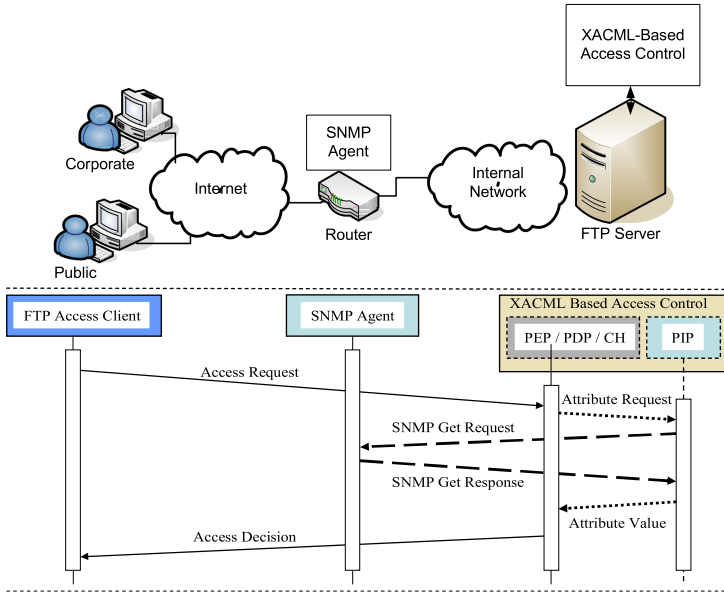 XACML-Based
Access Control
SNMP
Agent
Corporate
Internet
Internal
Network
Router
FTP Server
Public
XACML Based Access Control
FTP Access Client
SNMP Agent
PEP / PDP / CH
PIP
Access Request
Attribute Request
SNMP Get Request
SNMP Get Response
Attribute Value
Access Decision